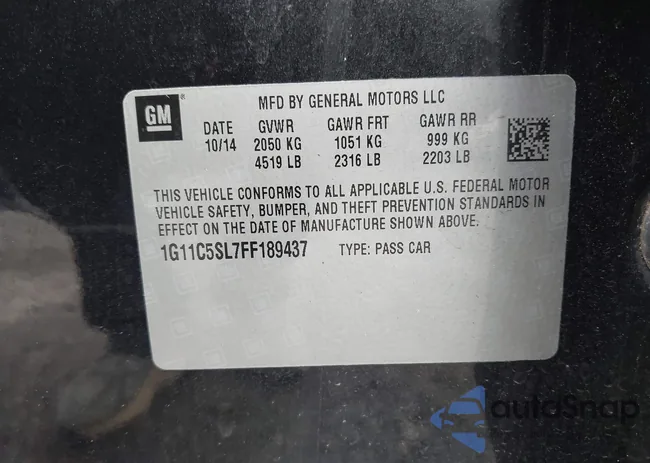 GM
MFD BY GENERAL MOTORS LLC
DATE GVWR GAWR FRT GAWR RR
10/14 2050 KG 1051 KG 999 KG
4519 LB 2316 LB 2203 LB
THIS VEHICLE CONFORMS TO ALL APPLICABLE U.S. FEDERAL MOTOR
VEHICLE SAFETY, BUMPER, AND THEFT PREVENTION STANDARDS IN
EFFECT ON THE DATE OF MANUFACTURE SHOWN ABOVE.
1G11C5SL7FF189437 TYPE: PASS CAR
autoSnap